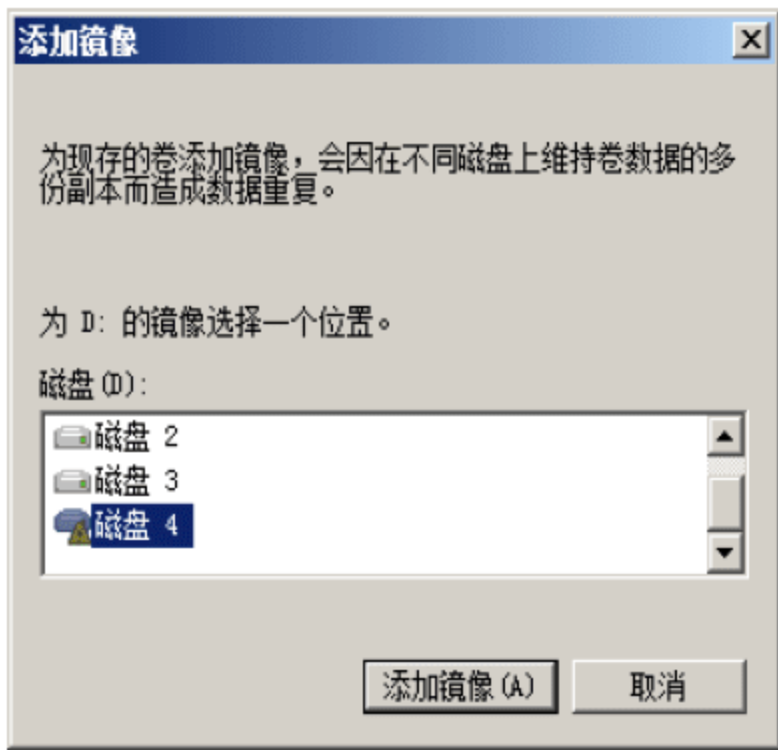 添加镜像
为现存的卷添加镜像，会因在不同磁盘上维持卷数据的多
份副本而造成数据重复。
为 D: 的镜像选择一个位置。
磁盘(D):
磁盘 2
磁盘 3
磁盘 4
添加镜像(A)
取消